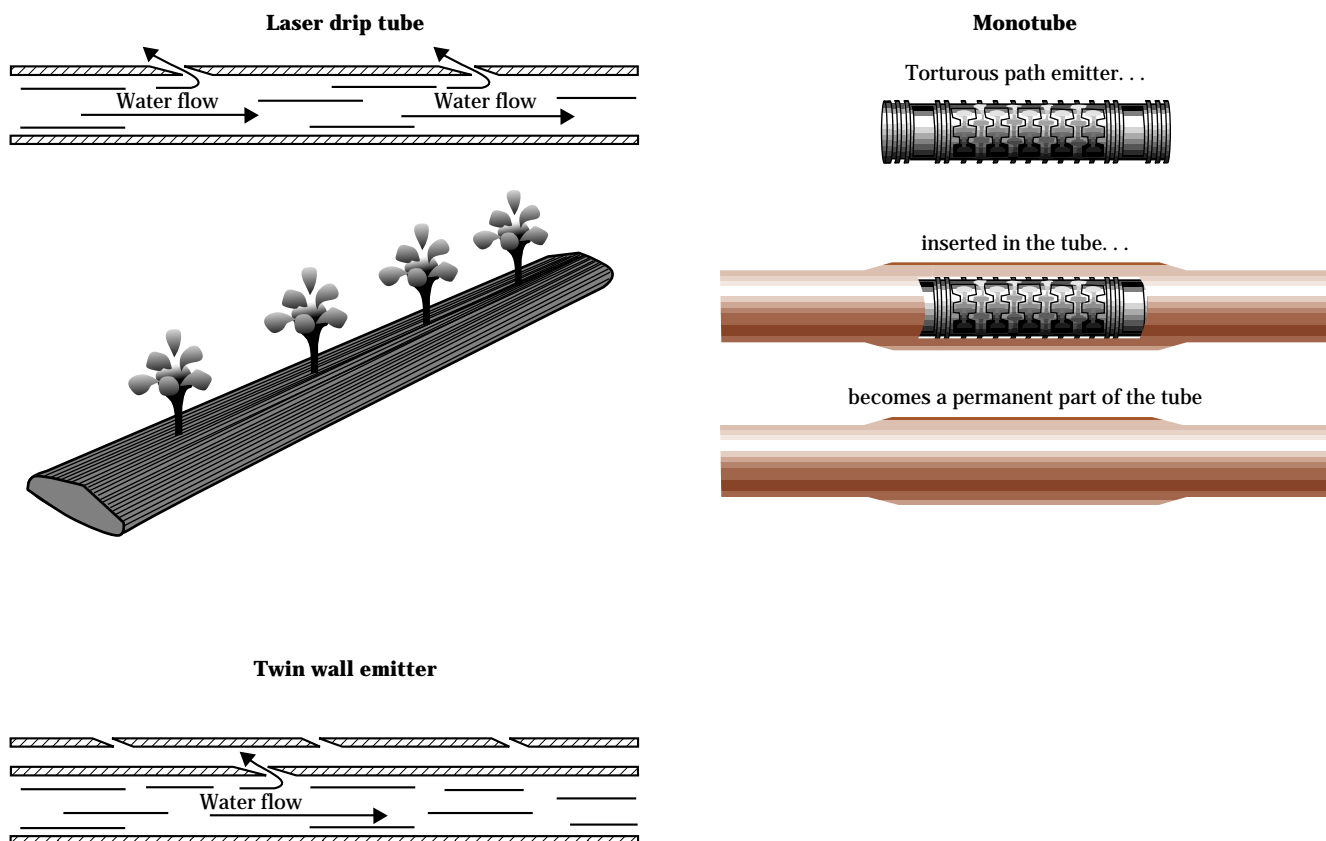 Laser drip tube
Water flow
Water flow
Monotube
Torturous path emitter. . .
inserted in the tube. . .
becomes a permanent part of the tube
Twin wall emitter
Water flow